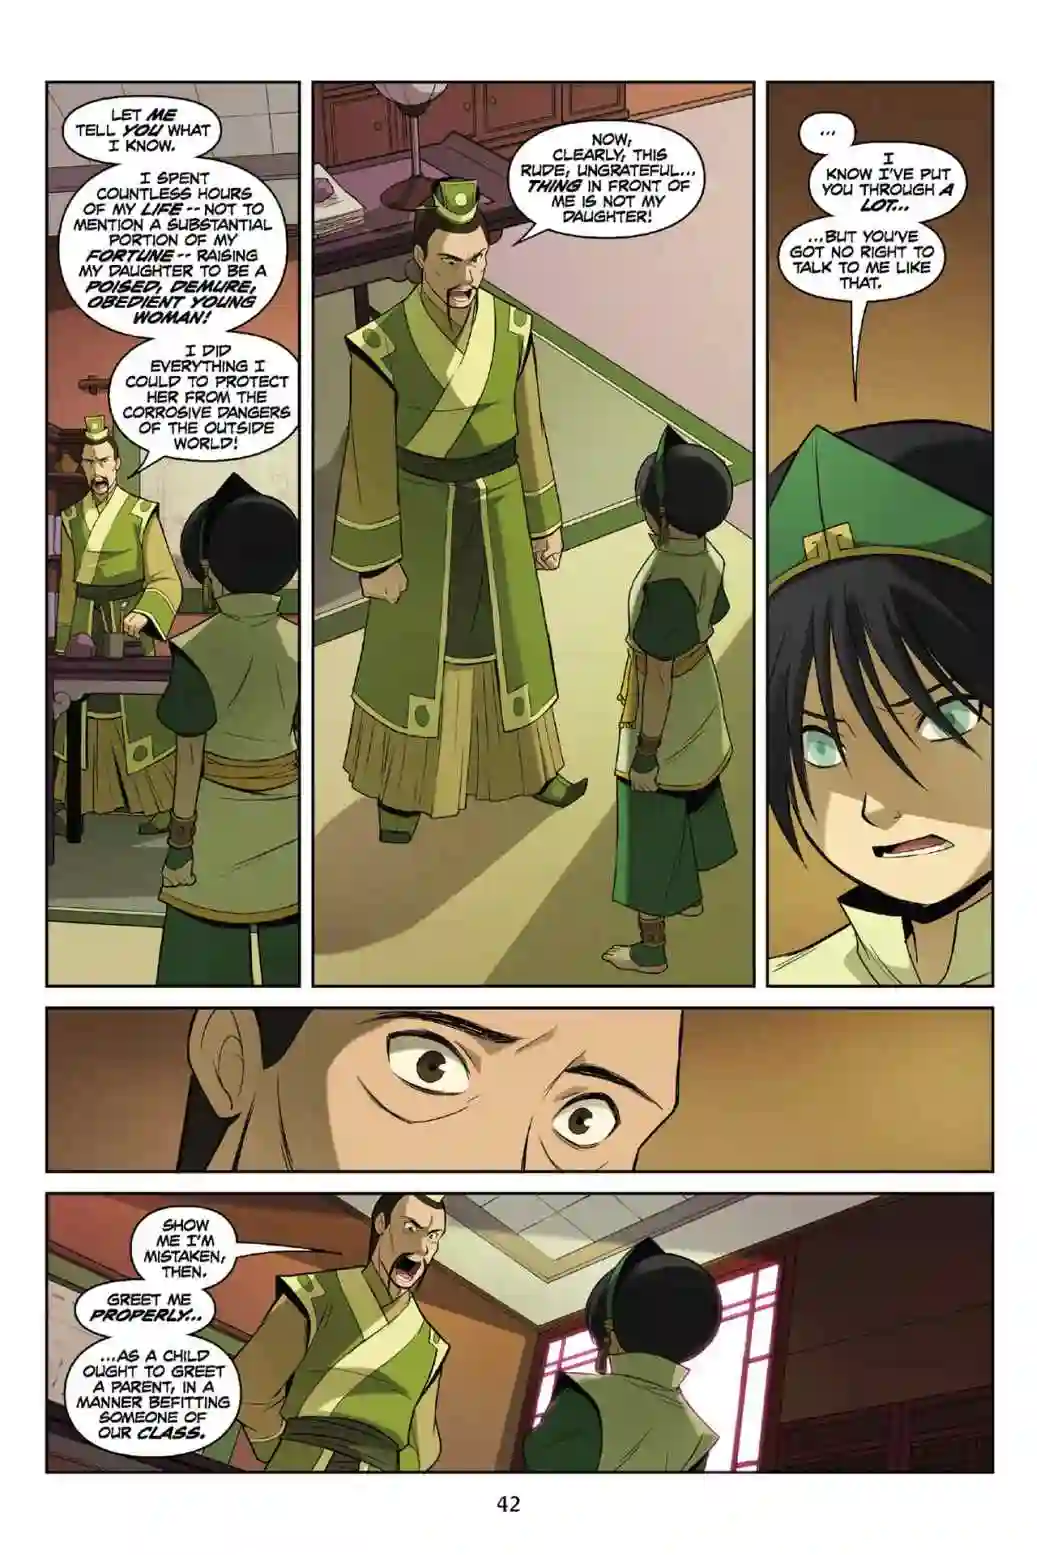 LET ME
TELL YOU WHAT
I KNOW.
I SPENT
COUNTLESS HOURS
OF MY LIFE -- NOT TO
MENTION A SUBSTANTIAL
PORTION OF MY
FORTUNE -- RAISING
MY DAUGHTER TO BE A
POISED, DEMURE,
OBEDIENT YOUNG
WOMAN!
I DID
EVERYTHING I
COULD TO PROTECT
HER FROM THE
CORROSIVE DANGERS
OF THE OUTSIDE
WORLD!
NOW,
CLEARLY, THIS
RUDE, UNGRATEFUL...
THING IN FRONT OF
ME IS NOT MY
DAUGHTER!
...
I
KNOW I'VE PUT
YOU THROUGH A
LOT...
...BUT YOU'VE
GOT NO RIGHT TO
TALK TO ME LIKE
THAT.
SHOW
ME I'M
MISTAKEN,
THEN.
GREET ME
PROPERLY...
...AS A CHILD
OUGHT TO GREET
A PARENT, IN A
MANNER BEFITTING
SOMEONE OF
OUR CLASS.
42